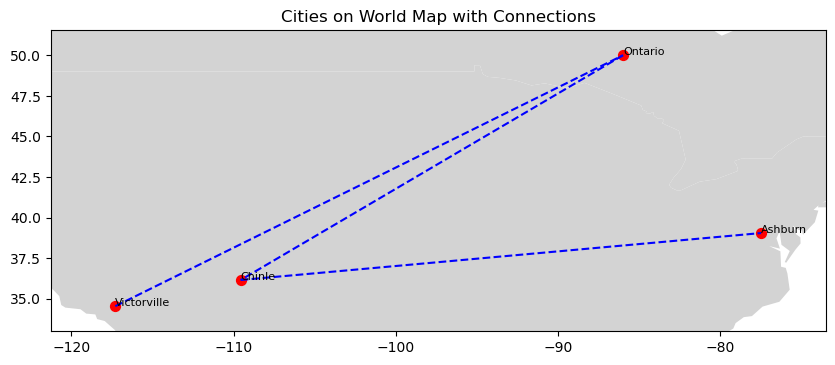 Cities on World Map with Connections
50.0
47.5
45.0
42.5
40.0
37.5
35.0
Ontario
Ashburn
Chinle
Victorville
−120
−110
−100
−90
−80